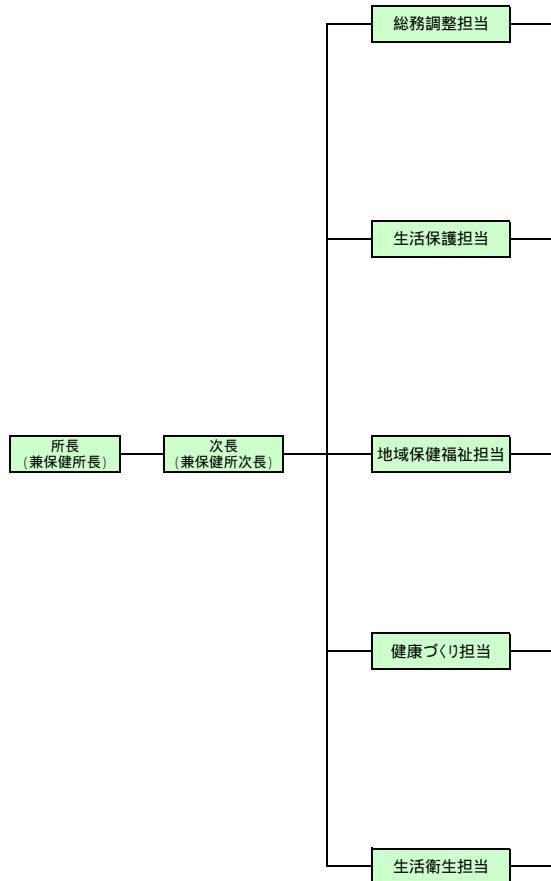 総務調整担当
生活保護担当
所長
(兼保健所長)
次長
(兼保健所次長)
地域保健福祉担当
健康づくり担当
生活衛生担当